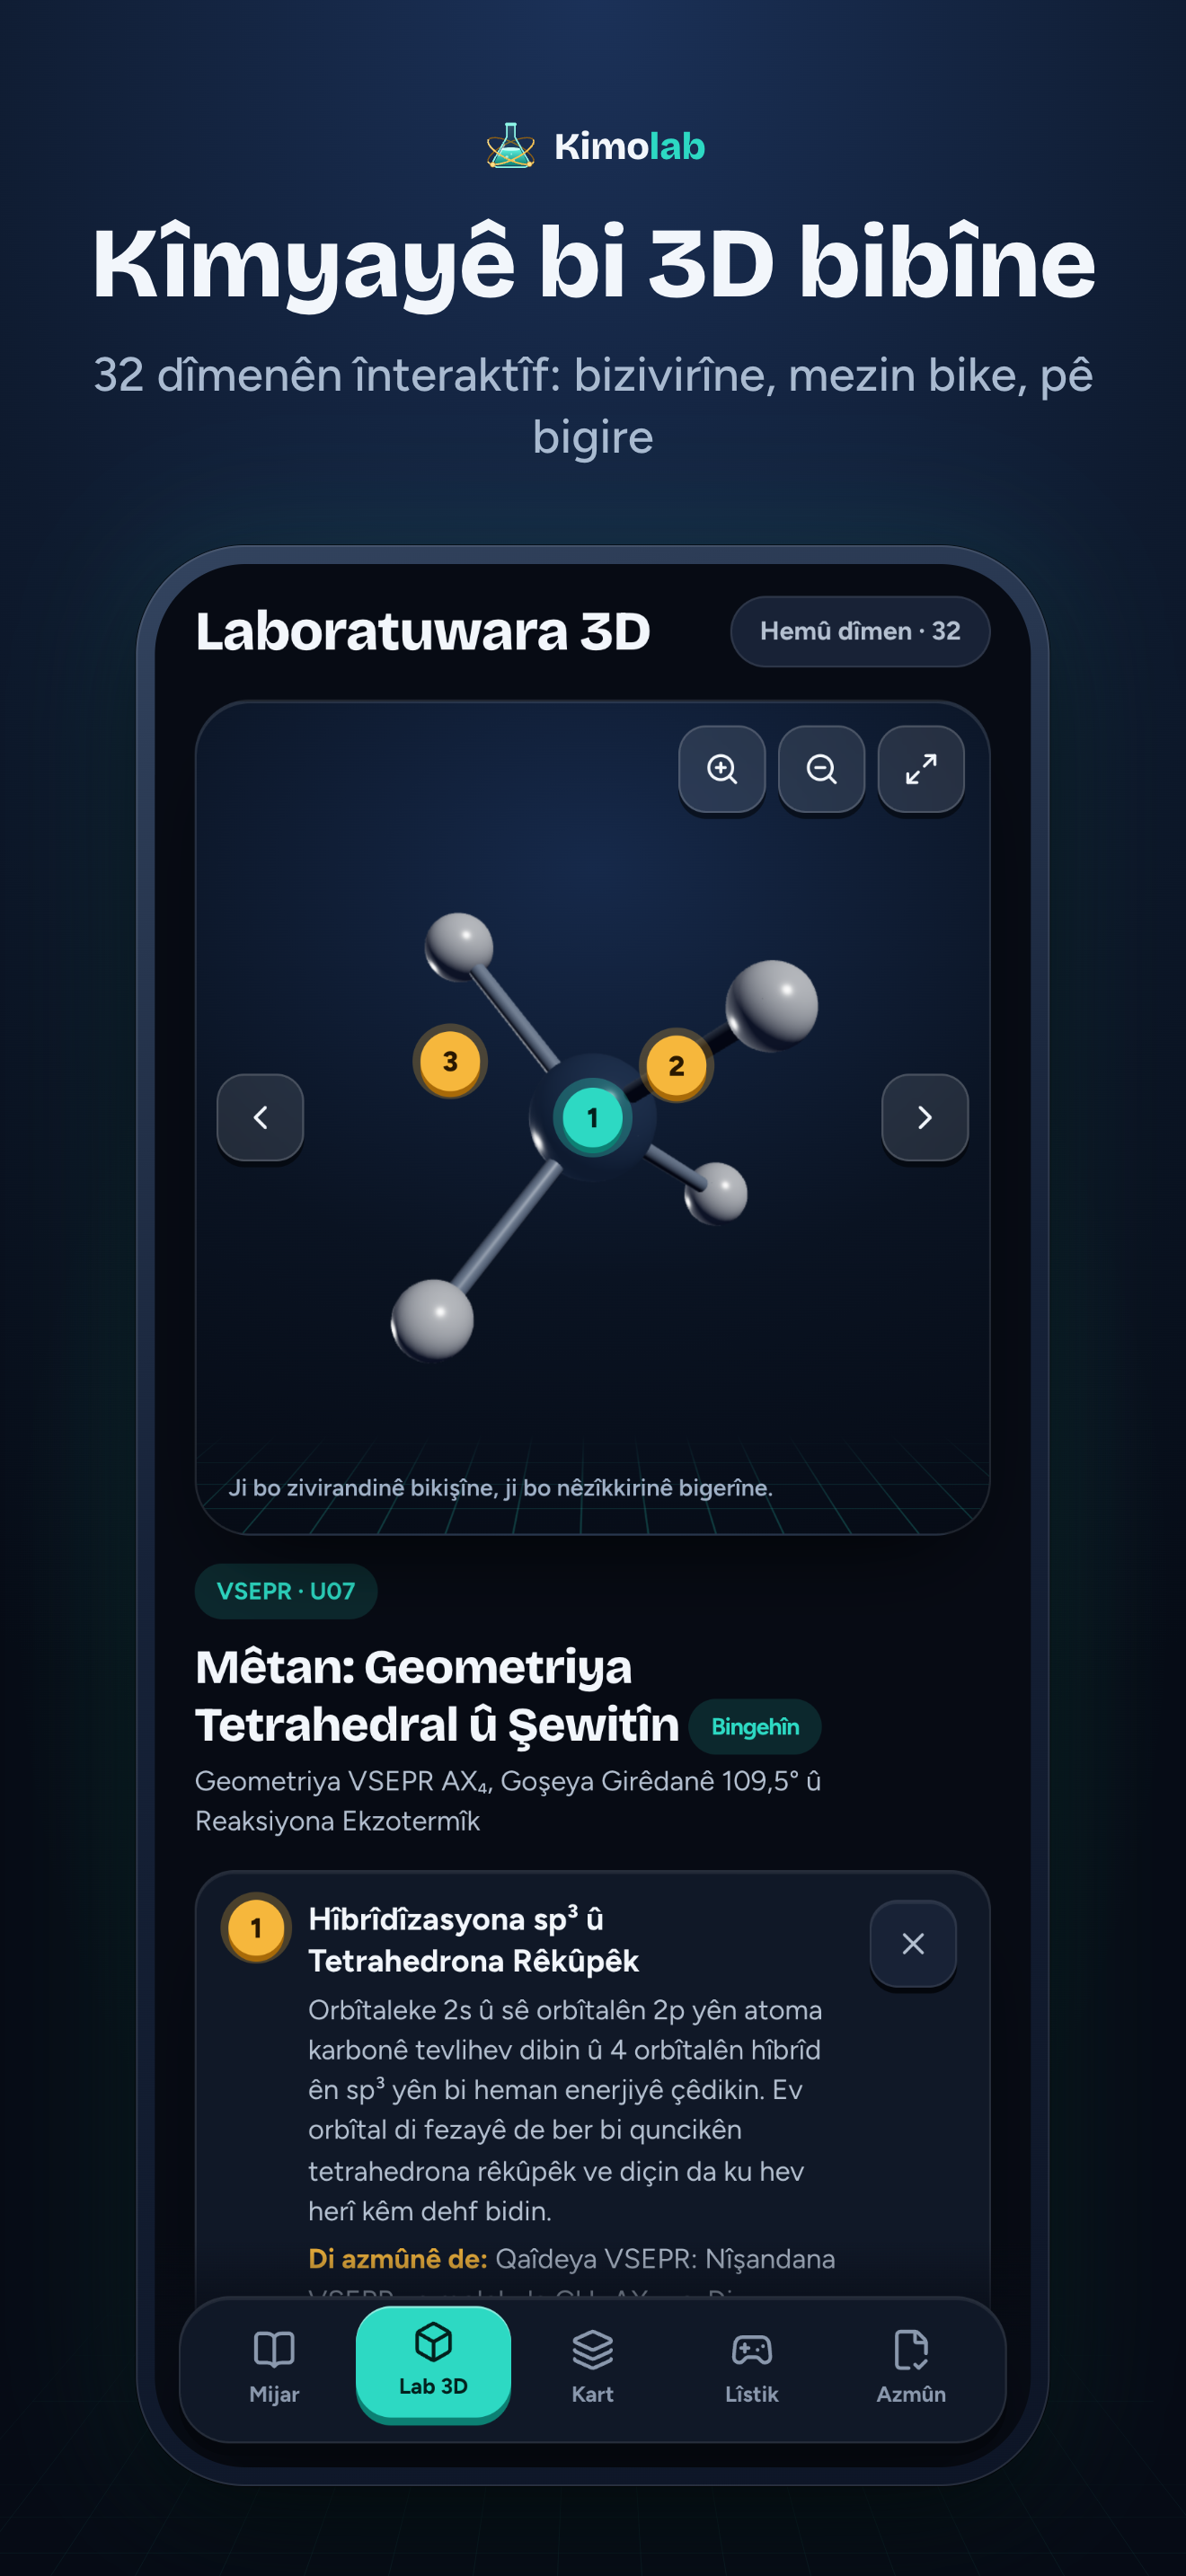 Kimolab
Kîmyayê bi 3D bibîne
32 dîmenên înteraktîf: bizivirîne, mezin bike, pê
bigire
Laboratuwara 3D
Hemû dîmen · 32
3
2
1
Ji bo zivirandinê bikişîne, ji bo nêzîkkirinê bigerîne.
VSEPR · U07
Mêtan: Geometriya
Tetrahedral û Şewitîn Bingehîn
Geometriya VSEPR AX₄, Goşeya Girêdanê 109,5° û
Reaksiyona Ekzotermîk
1
Hîbrîdîzasyona sp³ û
Tetrahedrona Rêkûpêk
Orbîtaleke 2s û sê orbîtalên 2p yên atoma
karbonê tevlihev dibin û 4 orbîtalên hîbrîd
ên sp³ yên bi heman enerjiyê çêdikin. Ev
orbîtal di fezayê de ber bi quncikên
tetrahedrona rêkûpêk ve diçin da ku hev
herî kêm dehf bidin.
Di azmûnê de: Qaîdeya VSEPR: Nîşandana
VSEPR
Mijar
Lab 3D
Kart
Lîstik
Azmûn